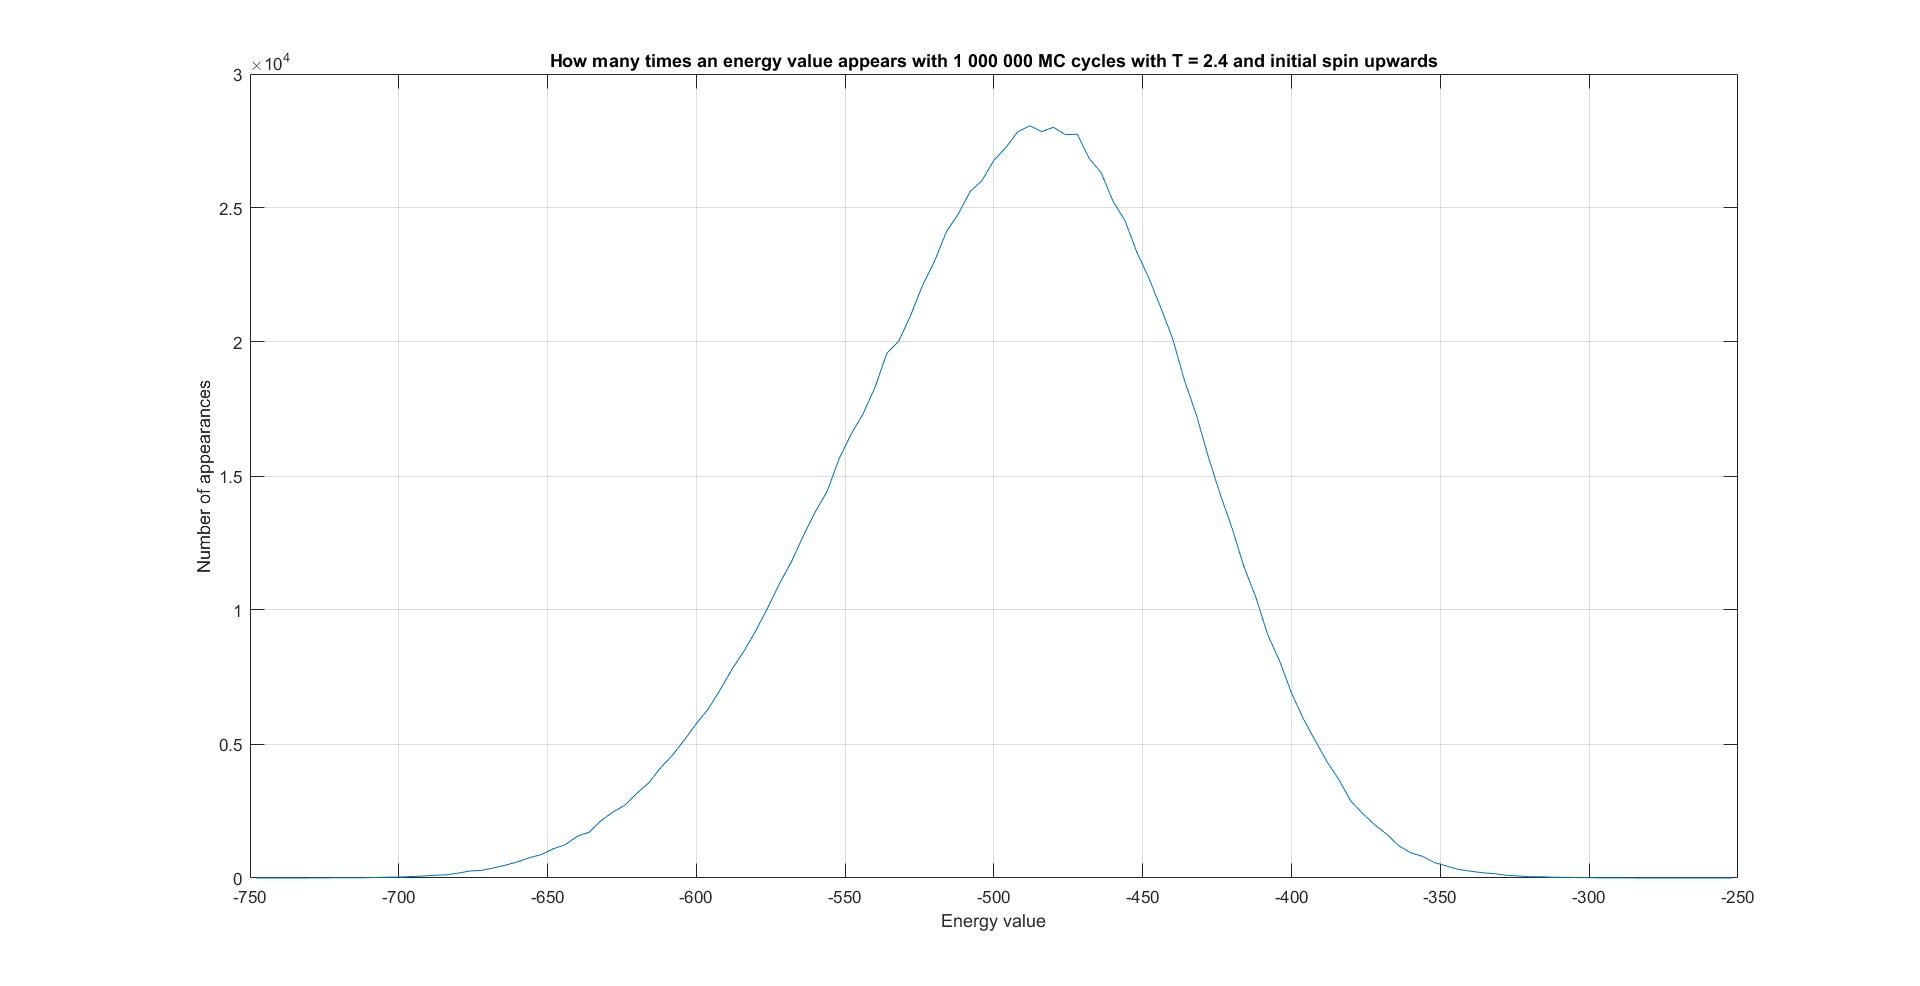 How many times an energy value appears with 1 000 000 MC cycles with T = 2.4 and initial spin upwards
×10⁴
3
2.5
2
1.5
1
0.5
0
Number of appearances
-750 -700 -650 -600 -550 -500 -450 -400 -350 -300 -250
Energy value